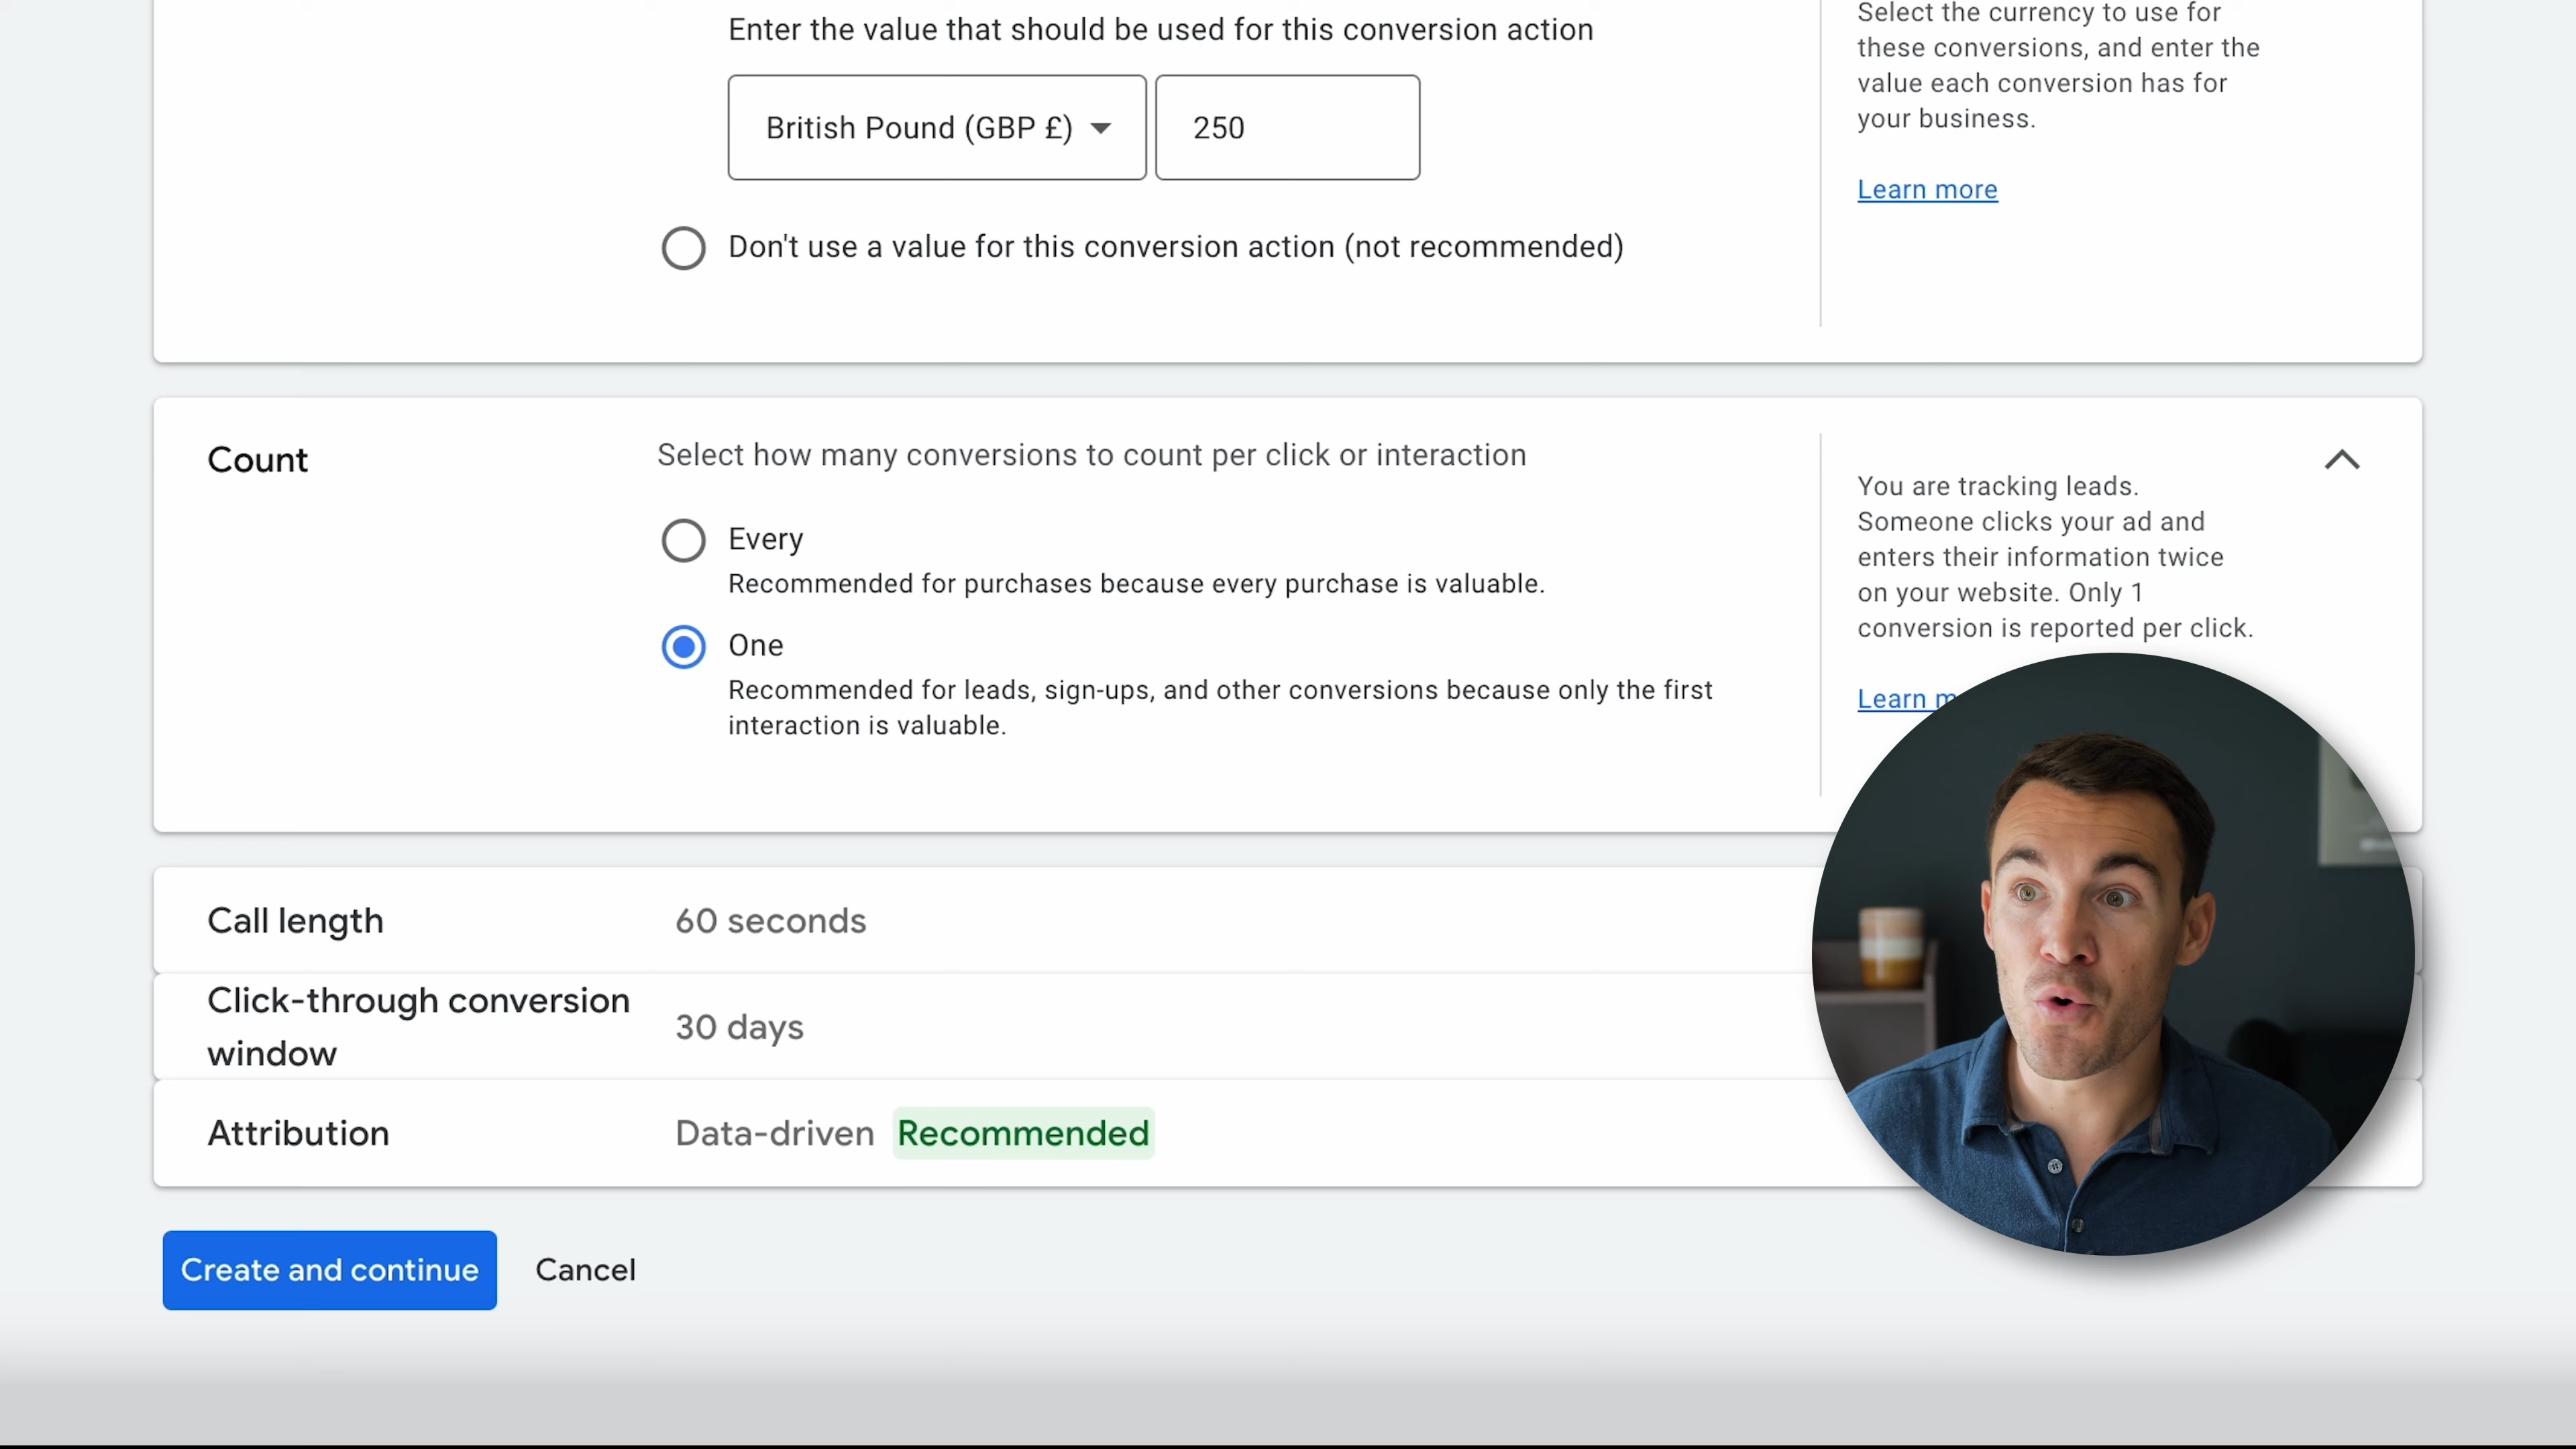 Enter the value that should be used for this conversion action
Select the currency to use for
these conversions, and enter the
value each conversion has for
your business.
British Pound (GBP £)
250
Learn more
Don't use a value for this conversion action (not recommended)
Count
Select how many conversions to count per click or interaction
Every
Recommended for purchases because every purchase is valuable.
One
Recommended for leads, sign-ups, and other conversions because only the first
interaction is valuable.
You are tracking leads.
Someone clicks your ad and
enters their information twice
on your website. Only 1
conversion is reported per click.
Learn
Call length
60 seconds
Click-through conversion
window
30 days
Attribution
Data-driven
Recommended
Create and continue
Cancel